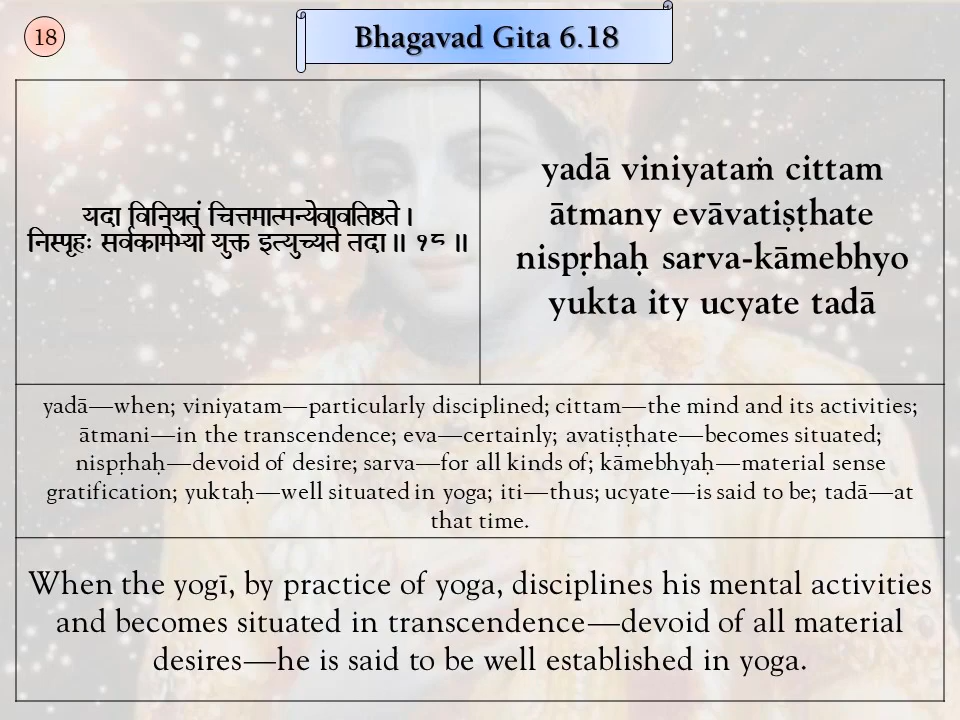 18
Bhagavad Gita 6.18
यदा विनियतं चित्तमात्मन्येवावतिष्ठते ।
निस्पृहः सर्वकामेभ्यो युक्त इत्युच्यते तदा ॥ १८ ॥
yadā viniyataṁ cittam
ātmany evāvatiṣṭhate
nispṛhaḥ sarva-kāmebhyo
yukta ity ucyate tadā
yadā—when; viniyatam—particularly disciplined; cittam—the mind and its activities;
ātmani—in the transcendence; eva—certainly; avatiṣṭhate—becomes situated;
nispṛhaḥ—devoid of desire; sarva—for all kinds of; kāmebhyaḥ—material sense
gratification; yuktaḥ—well situated in yoga; iti—thus; ucyate—is said to be; tadā—at
that time.
When the yogī, by practice of yoga, disciplines his mental activities
and becomes situated in transcendence—devoid of all material
desires—he is said to be well established in yoga.